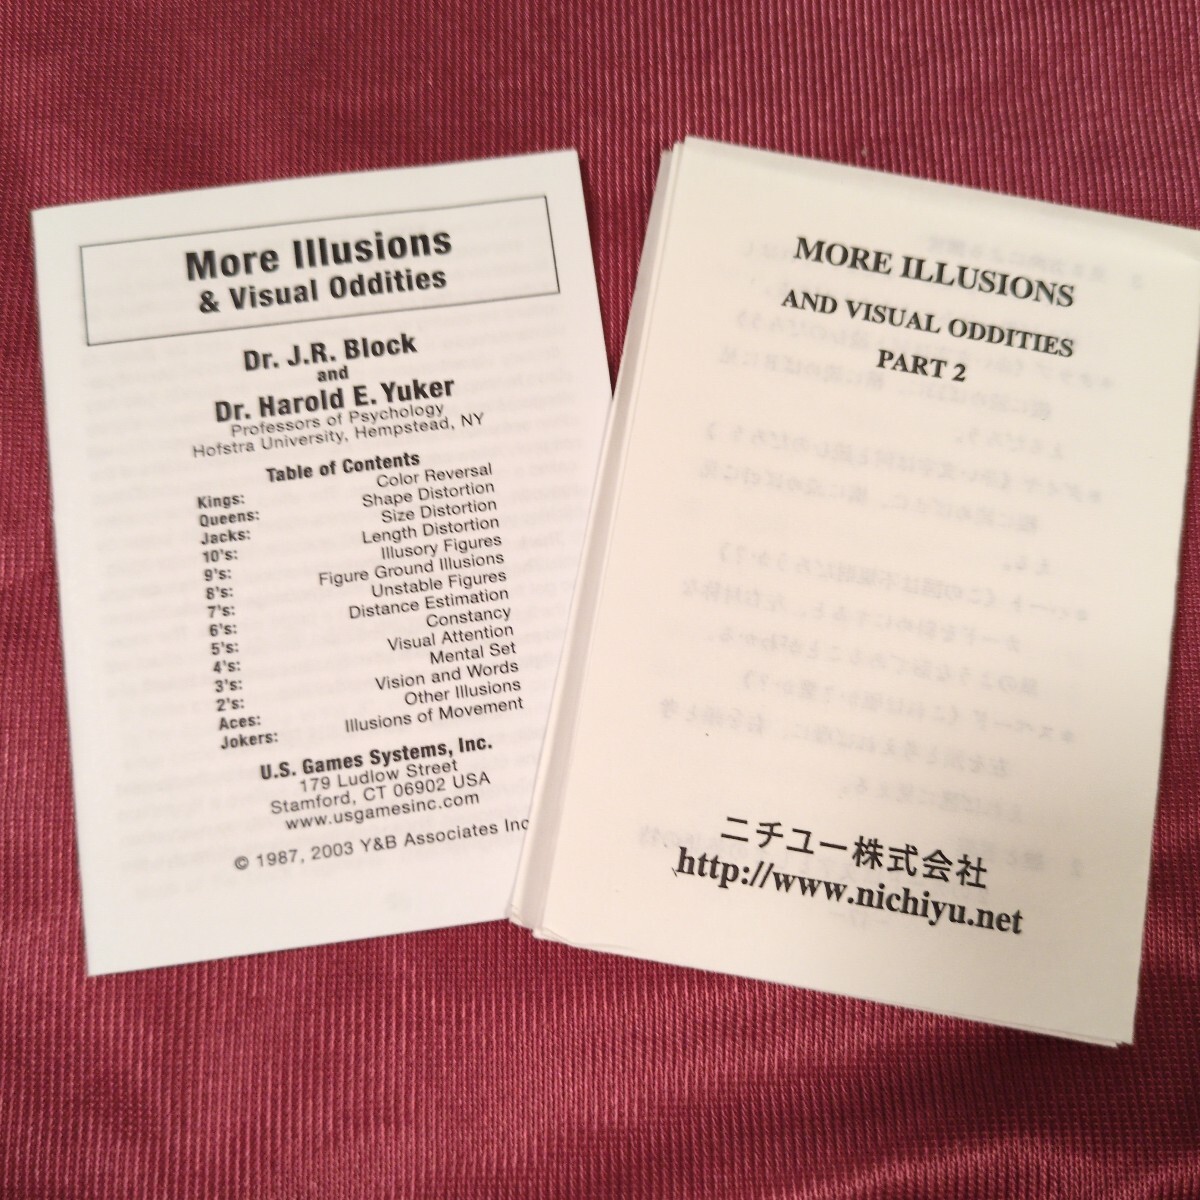 More Illusions
& Visual Oddities
Dr. J.R. Block
and
Dr. Harold E. Yuker
Professors of Psychology
Hofstra University, Hempstead, NY
Table of Contents
Kings: Color Reversal
Queens: Shape Distortion
Jacks: Size Distortion
10's: Length Distortion
9's: Illusory Figures
8's: Figure Ground Illusions
7's: Unstable Figures
6's: Distance Estimation
5's: Constancy
4's: Visual Attention
3's: Mental Set
2's: Vision and Words
Aces: Other Illusions
Jokers: Illusions of Movement
U.S. Games Systems, Inc.
179 Ludlow Street
Stamford, CT 06902 USA
www.usgamesinc.com
© 1987, 2003 Y&B Associates Inc
MORE ILLUSIONS
AND VISUAL ODDITIES
PART 2
ニチユー株式会社
http://www.nichiyu.net